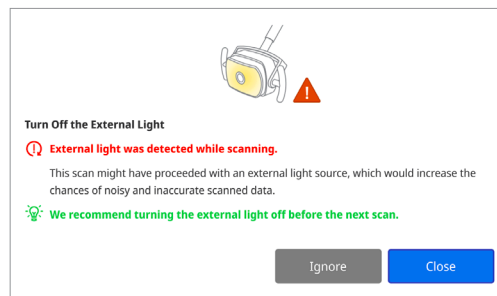 Turn Off the External Light
External light was detected while scanning.
This scan might have proceeded with an external light source, which would increase the
chances of noisy and inaccurate scanned data.
We recommend turning the external light off before the next scan.
Ignore
Close